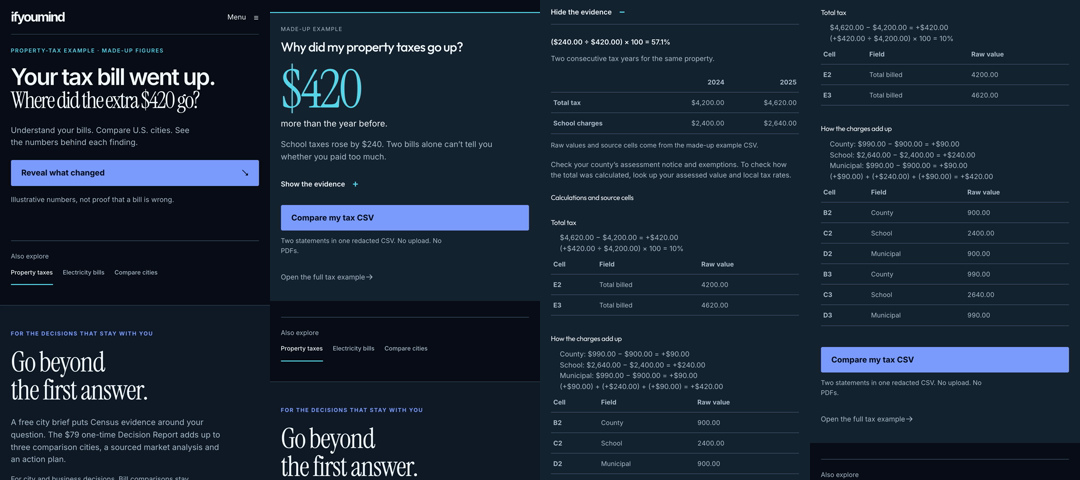 ifyoumind
Menu ≡
PROPERTY-TAX EXAMPLE · MADE-UP FIGURES
Your tax bill went up.
Where did the extra $420 go?
Understand your bills. Compare U.S. cities. See
the numbers behind each finding.
Reveal what changed ↘
Illustrative numbers, not proof that a bill is wrong.
Also explore
Property taxes Electricity bills Compare cities
FOR THE DECISIONS THAT STAY WITH YOU
Go beyond
the first answer.
A free city brief puts Census evidence around your
question. The $79 one-time Decision Report adds up to
three comparison cities, a sourced market analysis and
an action plan.
For city and business decisions. Bill comparisons stay
MADE-UP EXAMPLE
Why did my property taxes go up?
$420
more than the year before.
School taxes rose by $240. Two bills alone can't tell you
whether you paid too much.
Show the evidence +
Compare my tax CSV
Two statements in one redacted CSV. No upload. No
PDFs.
Open the full tax example→
Also explore
Property taxes Electricity bills Compare cities
FOR THE DECISIONS THAT STAY WITH YOU
Go beyond
the first answer.
Hide the evidence −
($240.00 ÷ $420.00) × 100 = 57.1%
Two consecutive tax years for the same property.
2024 2025
Total tax $4,200.00 $4,620.00
School charges $2,400.00 $2,640.00
Raw values and source cells come from the made-up example CSV.
Check your county's assessment notice and exemptions. To check how
the total was calculated, look up your assessed value and local tax rates.
Calculations and source cells
Total tax
$4,620.00 − $4,200.00 = +$420.00
(+$420.00 ÷ $4,200.00) × 100 = 10%
Cell Field Raw value
E2 Total billed 4200.00
E3 Total billed 4620.00
How the charges add up
County: $990.00 − $900.00 = +$90.00
School: $2,640.00 − $2,400.00 = +$240.00
Municipal: $990.00 − $900.00 = +$90.00
(+$90.00) + (+$240.00) + (+$90.00) = +$420.00
Cell Field Raw value
B2 County 900.00
C2 School 2400.00
D2 Municipal 900.00
Total tax
$4,620.00 − $4,200.00 = +$420.00
(+$420.00 ÷ $4,200.00) × 100 = 10%
Cell Field Raw value
E2 Total billed 4200.00
E3 Total billed 4620.00
How the charges add up
County: $990.00 − $900.00 = +$90.00
School: $2,640.00 − $2,400.00 = +$240.00
Municipal: $990.00 − $900.00 = +$90.00
(+$90.00) + (+$240.00) + (+$90.00) = +$420.00
Cell Field Raw value
B2 County 900.00
C2 School 2400.00
D2 Municipal 900.00
B3 County 990.00
C3 School 2640.00
D3 Municipal 990.00
Compare my tax CSV
Two statements in one redacted CSV. No upload. No
PDFs.
Open the full tax example→
Also explore